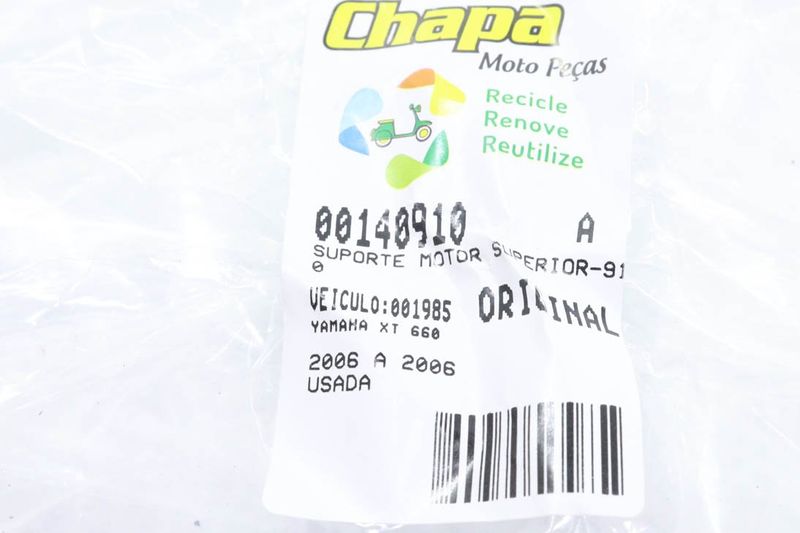 Chapa
Moto Peças
Recicle
Renove
Reutilize
00140910 A
SUPORTE MOTOR SUPERIOR-91
0
VEICULO:001985 ORIGINAL
YAMAHA XT 660
2006 A 2006
USADA